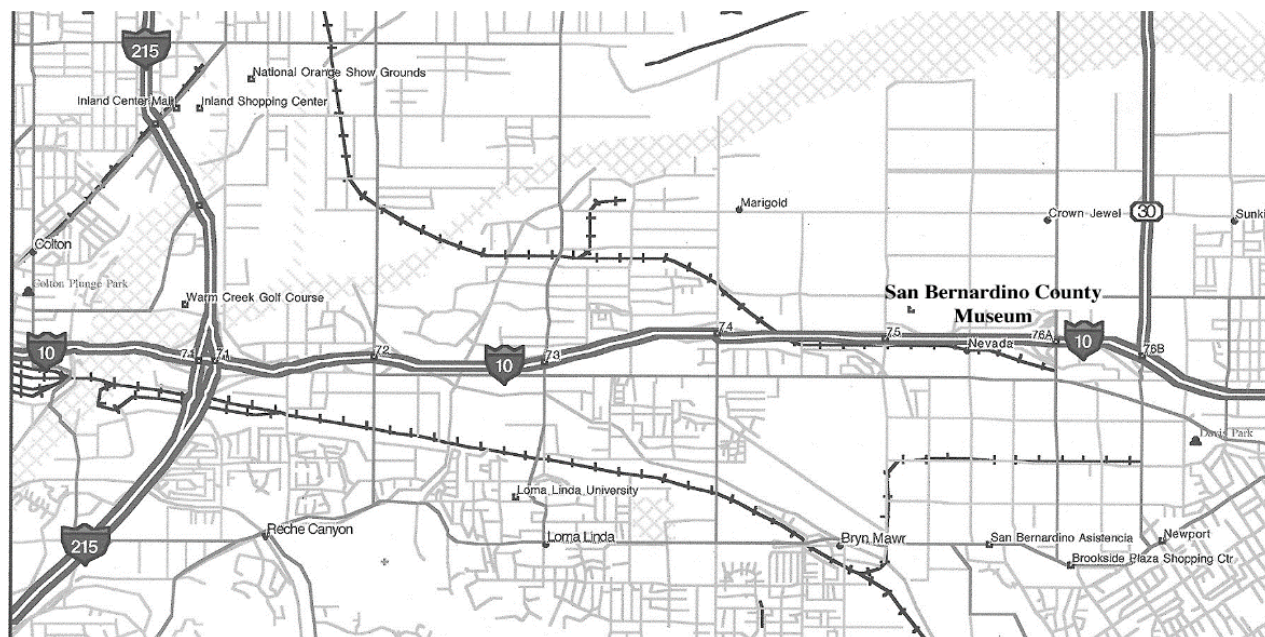 215
National Orange Show Grounds
Inland Center Mall
Inland Shopping Center
Marigold
Crown Jewel
30
Colton
Colton Plunge Park
Warm Creek Golf Course
San Bernardino County
Museum
10
71
71
72
10
73
74
75
Nevada
76A
10
76B
Davis Park
Loma Linda University
Reche Canyon
Loma Linda
Bryn Mawr
San Bernardino Asistencia
Newport
Brookside Plaza Shopping Ctr
215